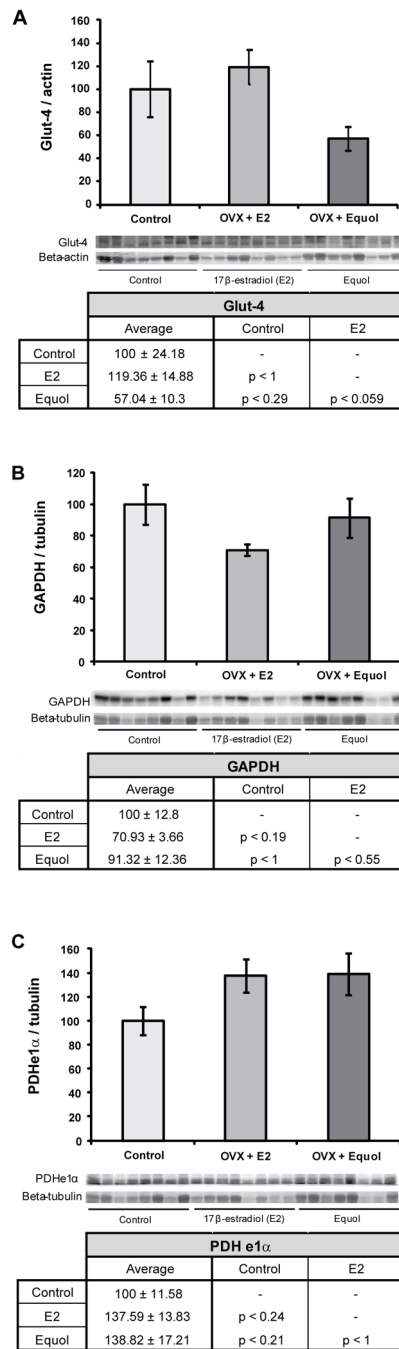 A
160
140
120
100
80
60
40
20
0
Glut-4 / actin
Control OVX + E2 OVX + Equol
Glut-4
Beta-actin
Control 17β-estradiol (E2) Equol
Glut-4
Average Control E2
Control 100 ± 24.18 - -
E2 119.36 ± 14.88 p < 1 -
Equol 57.04 ± 10.3 p < 0.29 p < 0.059
B
120
100
80
60
40
20
0
GAPDH / tubulin
Control OVX + E2 OVX + Equol
GAPDH
Beta-tubulin
Control 17β-estradiol (E2) Equol
GAPDH
Average Control E2
Control 100 ± 12.8 - -
E2 70.93 ± 3.66 p < 0.19 -
Equol 91.32 ± 12.36 p < 1 p < 0.55
C
160
140
120
100
80
60
40
20
0
PDHe1α / tubulin
Control OVX + E2 OVX + Equol
PDHe1α
Beta-tubulin
Control 17β-estradiol (E2) Equol
PDH e1α
Average Control E2
Control 100 ± 11.58 - -
E2 137.59 ± 13.83 p < 0.24 -
Equol 138.82 ± 17.21 p < 0.21 p < 1